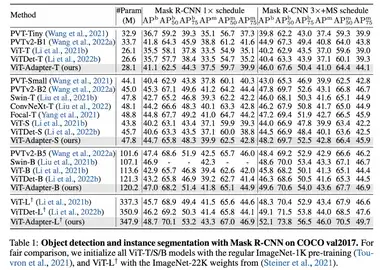 Method #Param (M) Mask R-CNN 1× schedule Mask R-CNN 3×+MS schedule
APᵇ APᵇ₅₀ APᵇ₇₅ APᵐ APᵐ₅₀ APᵐ₇₅ APᵇ APᵇ₅₀ APᵇ₇₅ APᵐ APᵐ₅₀ APᵐ₇₅
PVT-Tiny (Wang et al., 2021) 32.9 36.7 59.2 39.3 35.1 56.7 37.3 39.8 62.2 43.0 37.4 59.3 39.9
PVTv2-B1 (Wang et al., 2022a) 33.7 41.8 64.3 45.9 38.8 61.2 41.6 44.9 67.3 49.4 40.8 64.0 43.8
ViT-T (Li et al., 2021b) 26.1 35.5 58.1 37.8 33.5 54.9 35.1 40.2 62.9 43.5 37.0 59.6 39.0
ViTDet-T (Li et al., 2022b) 26.6 35.7 57.7 38.4 33.5 54.7 35.2 40.4 63.3 43.9 37.1 60.1 39.3
ViT-Adapter-T (ours) 28.1 41.1 62.5 44.3 37.5 59.7 39.9 46.0 67.6 50.4 41.0 64.4 44.1
PVT-Small (Wang et al., 2021) 44.1 40.4 62.9 43.8 37.8 60.1 40.3 43.0 65.3 46.9 39.9 62.5 42.8
PVTv2-B2 (Wang et al., 2022a) 45.0 45.3 67.1 49.6 41.2 64.2 44.4 47.8 69.7 52.6 43.1 66.8 46.7
Swin-T (Liu et al., 2021b) 47.8 42.7 65.2 46.8 39.3 62.2 42.2 46.0 68.1 50.3 41.6 65.1 44.9
ConvNeXt-T (Liu et al., 2022) 48.1 44.2 66.6 48.3 40.1 63.3 42.8 46.2 67.9 50.8 41.7 65.0 44.9
Focal-T (Yang et al., 2021) 48.8 44.8 67.7 49.2 41.0 64.7 44.2 47.2 69.4 51.9 42.7 66.5 45.9
ViT-S (Li et al., 2021b) 43.8 40.2 63.1 43.4 37.1 59.9 39.3 44.0 66.9 47.8 39.9 63.4 42.2
ViTDet-S (Li et al., 2022b) 45.7 40.6 63.3 43.5 37.1 60.0 38.8 44.5 66.9 48.4 40.1 63.6 42.5
ViT-Adapter-S (ours) 47.8 44.7 65.8 48.3 39.9 62.5 42.8 48.2 69.7 52.5 42.8 66.4 45.9
PVTv2-B5 (Wang et al., 2022a) 101.6 47.4 68.6 51.9 42.5 65.7 46.0 48.4 69.2 52.9 42.9 66.6 46.2
Swin-B (Liu et al., 2021b) 107.1 46.9 - - 42.3 - - 48.6 70.0 53.4 43.3 67.1 46.7
ViT-B (Li et al., 2021b) 113.6 42.9 65.7 46.8 39.4 62.6 42.0 45.8 68.2 50.1 41.3 65.1 44.4
ViTDet-B (Li et al., 2022b) 121.3 43.2 65.8 46.9 39.2 62.7 41.4 46.3 68.6 50.5 41.6 65.3 44.5
ViT-Adapter-B (ours) 120.2 47.0 68.2 51.4 41.8 65.1 44.9 49.6 70.6 54.0 43.6 67.7 46.9
ViT-L† (Li et al., 2021b) 337.3 45.7 68.9 49.4 41.5 65.6 44.6 48.3 70.4 52.9 43.4 67.9 46.6
ViTDet-L† (Li et al., 2022b) 350.9 46.2 69.2 50.3 41.4 65.8 44.1 49.1 71.5 53.8 44.0 68.5 47.6
ViT-Adapter-L† (ours) 347.9 48.7 70.1 53.2 43.3 67.0 46.9 52.1 73.8 56.5 46.0 70.5 49.7
Table 1: Object detection and instance segmentation with Mask R-CNN on COCO val2017. For
fair comparison, we initialize all ViT-T/S/B models with the regular ImageNet-1K pre-training (Tou-
vron et al., 2021), and ViT-L† with the ImageNet-22K weights from (Steiner et al., 2021).